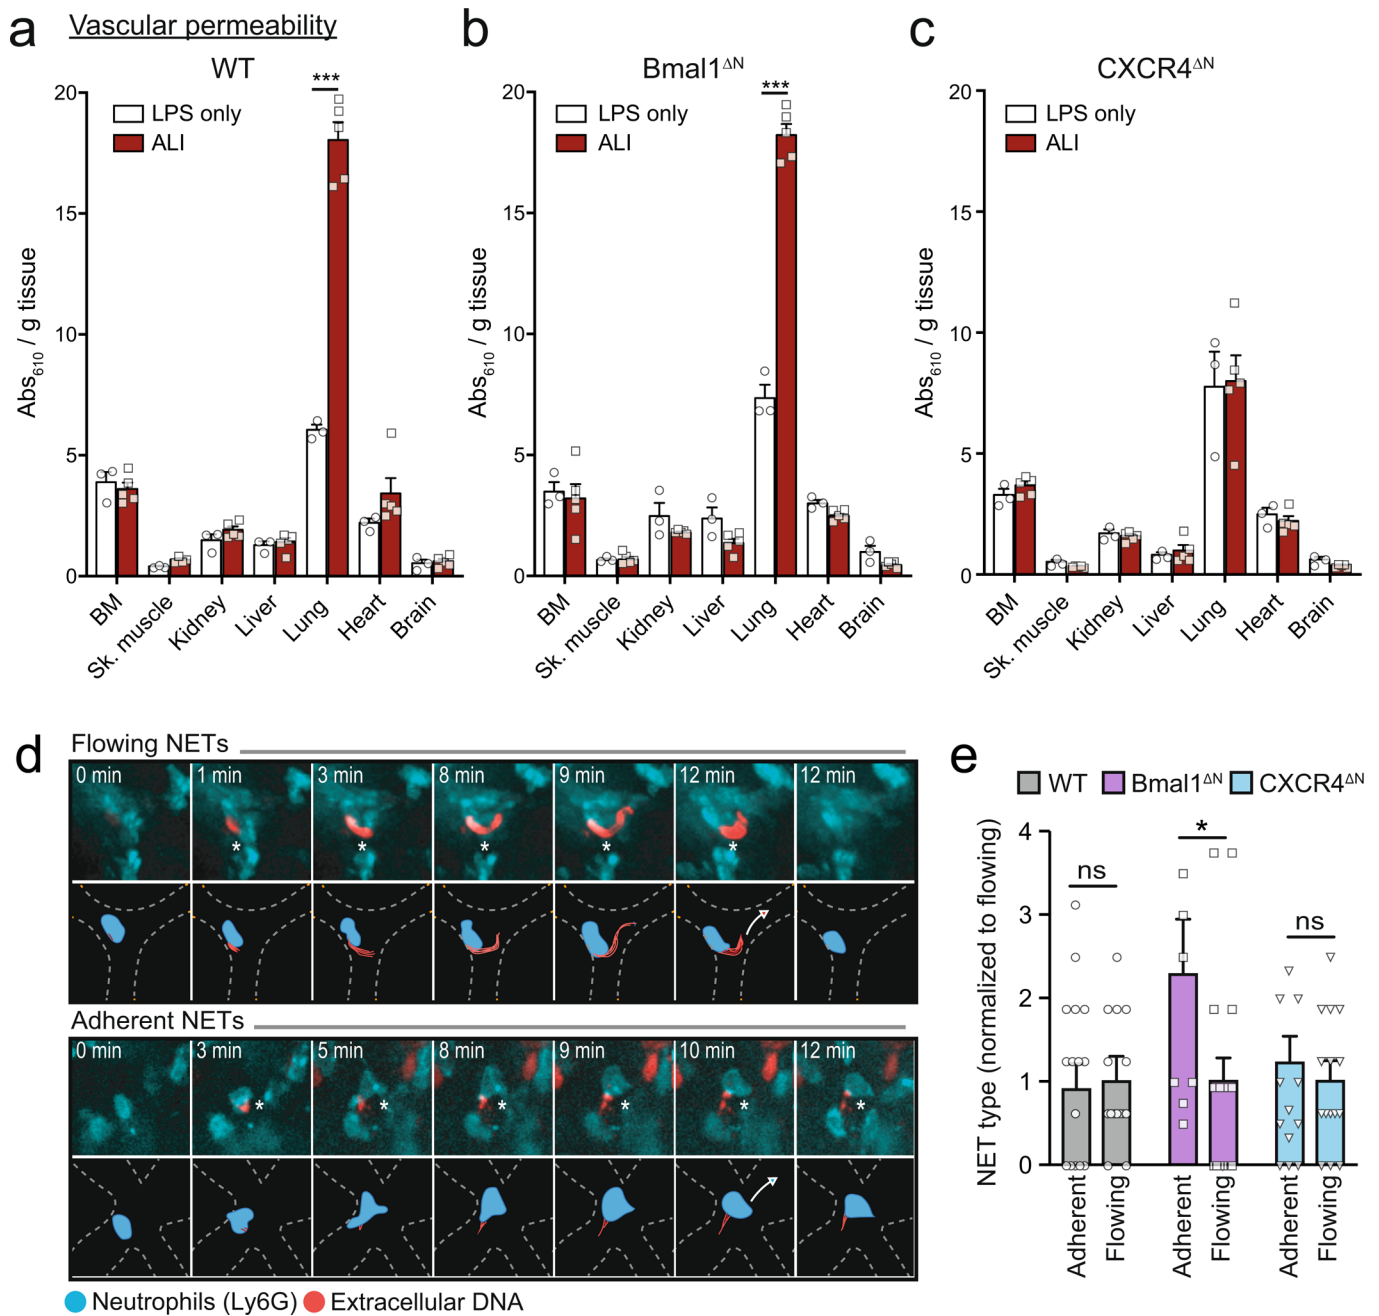 a
Vascular permeability
WT
***
LPS only
ALI
20
15
10
5
0
Abs610 / g tissue
BM
Sk. muscle
Kidney
Liver
Lung
Heart
Brain
b
Bmal1ΔN
***
LPS only
ALI
20
15
10
5
0
Abs610 / g tissue
BM
Sk. muscle
Kidney
Liver
Lung
Heart
Brain
c
CXCR4ΔN
LPS only
ALI
20
15
10
5
0
Abs610 / g tissue
BM
Sk. muscle
Kidney
Liver
Lung
Heart
Brain
d
Flowing NETs
0 min 1 min 3 min 8 min 9 min 12 min 12 min
* * * * *
Adherent NETs
0 min 3 min 5 min 8 min 9 min 10 min 12 min
* * * * * *
Neutrophils (Ly6G) Extracellular DNA
e
WT Bmal1ΔN CXCR4ΔN
NET type (normalized to flowing)
4
3
2
1
0
ns
*
ns
Adherent
Flowing
Adherent
Flowing
Adherent
Flowing